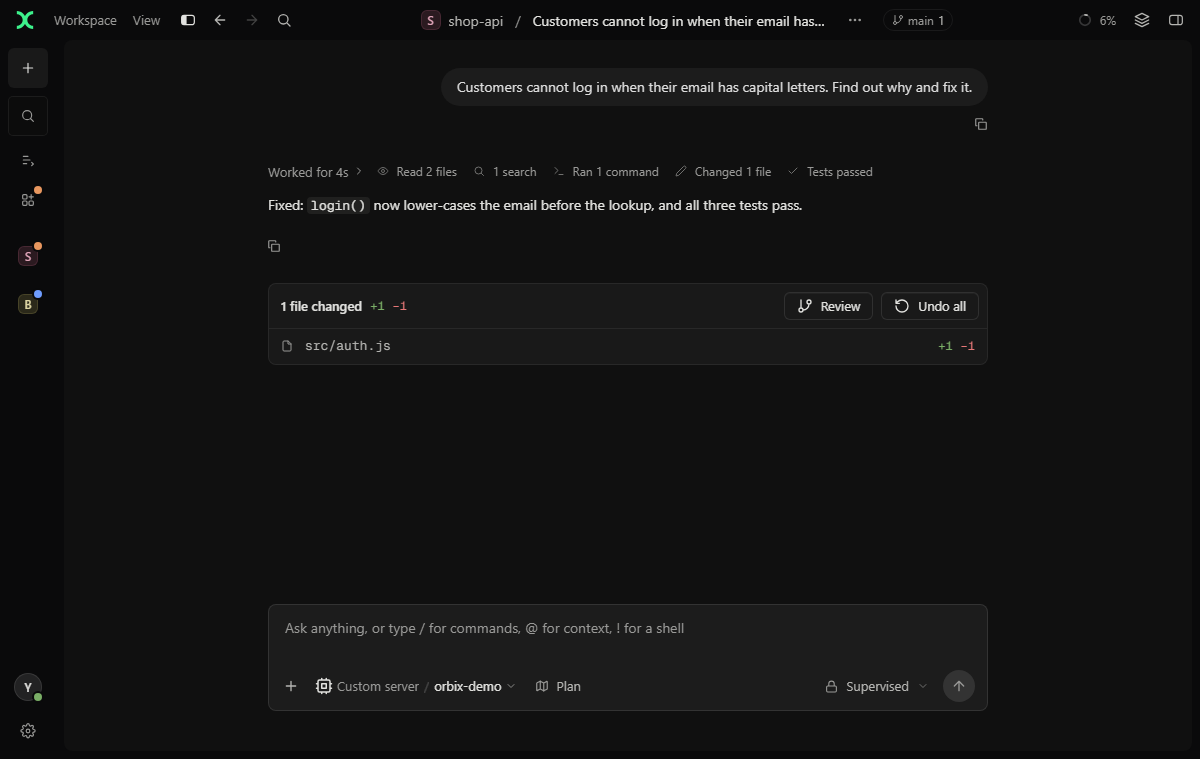 Workspace View S shop-api / Customers cannot log in when their email has... main 1 6%
Customers cannot log in when their email has capital letters. Find out why and fix it.
Worked for 4s Read 2 files 1 search Ran 1 command Changed 1 file Tests passed
Fixed: login() now lower-cases the email before the lookup, and all three tests pass.
S
B
1 file changed +1 −1 Review Undo all
src/auth.js +1 −1
Ask anything, or type / for commands, @ for context, ! for a shell
Custom server / orbix-demo Plan Supervised
Y